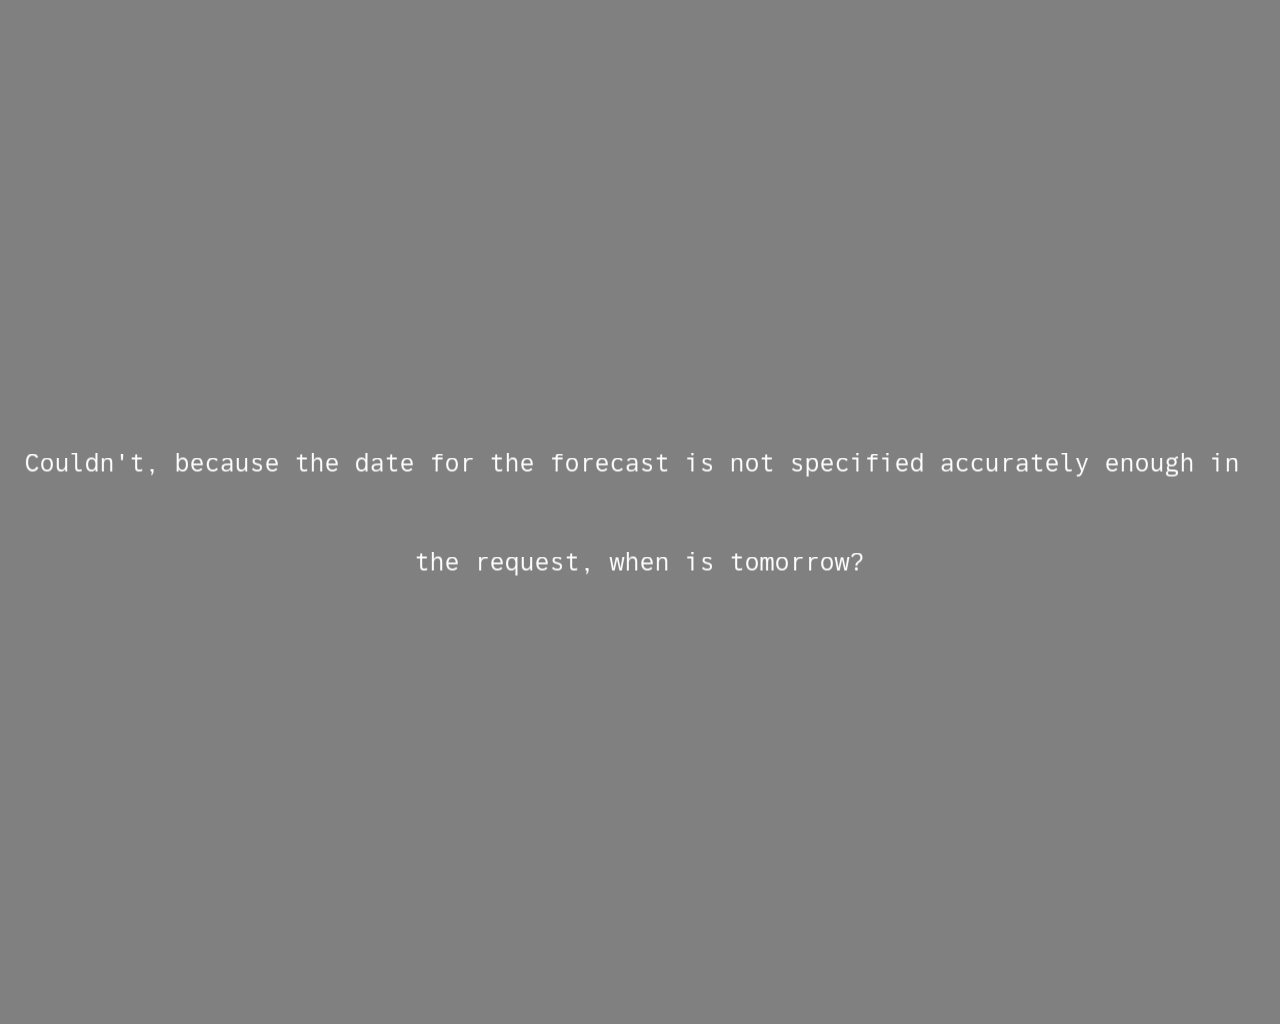 Couldn't, because the date for the forecast is not specified accurately enough in
the request, when is tomorrow?